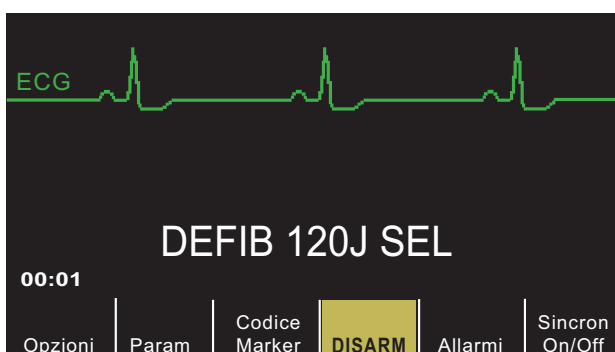 ECG
DEFIB 120J SEL
00:01
Opzioni
Param
Codice
Marker
DISARM
Allarmi
Sincron
On/Off